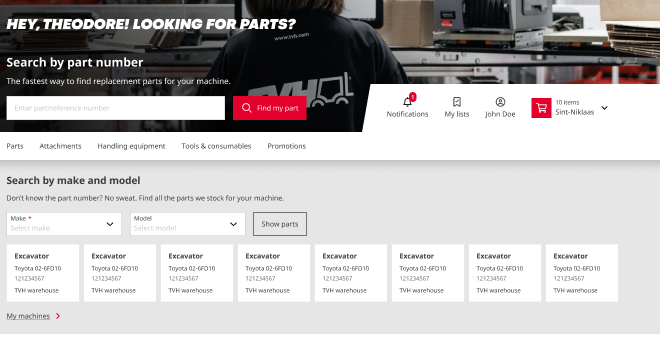 HEY, THEODORE! LOOKING FOR PARTS?
www.tvh.com
Search by part number
The fastest way to find replacement parts for your machine.
TVH
Enter part/reference number
Find my part
1
Notifications
My lists
John Doe
10 items
Sint-Niklaas
Parts
Attachments
Handling equipment
Tools & consumables
Promotions
Search by make and model
Don't know the part number? No sweat. Find all the parts we stock for your machine.
Make *
Select make
Model
Select model
Show parts
Excavator
Toyota 02-6FD10
121234567
TVH warehouse
Excavator
Toyota 02-6FD10
121234567
TVH warehouse
Excavator
Toyota 02-6FD10
121234567
TVH warehouse
Excavator
Toyota 02-6FD10
121234567
TVH warehouse
Excavator
Toyota 02-6FD10
121234567
TVH warehouse
Excavator
Toyota 02-6FD10
121234567
TVH warehouse
Excavator
Toyota 02-6FD10
121234567
TVH warehouse
Excavator
Toyota 02-6FD10
121234567
TVH warehouse
My machines